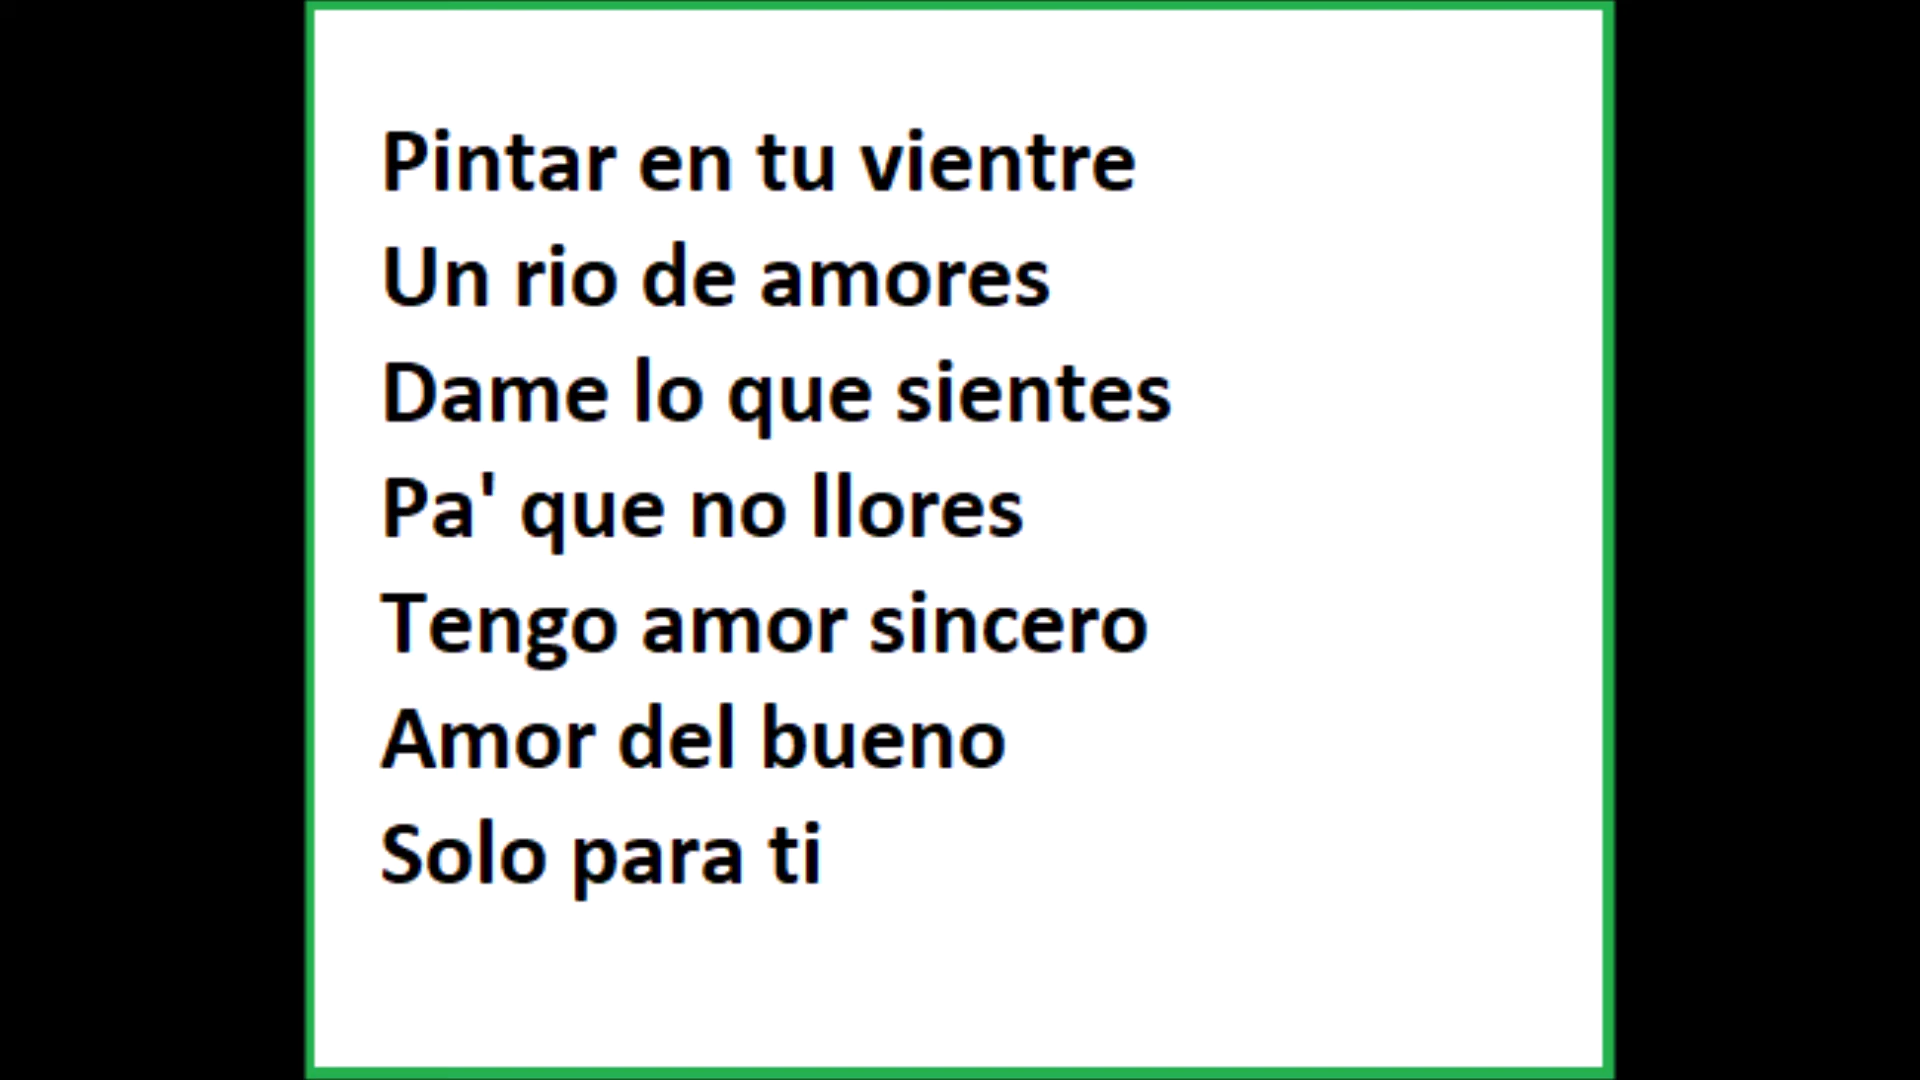 Pintar en tu vientre
Un rio de amores
Dame lo que sientes
Pa' que no llores
Tengo amor sincero
Amor del bueno
Solo para ti